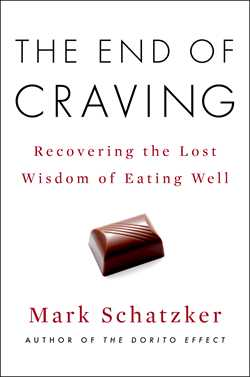 THE END OF
CRAVING
Recovering the Lost
Wisdom of Eating Well
Mark Schatzker
AUTHOR OF THE DORITO EFFECT